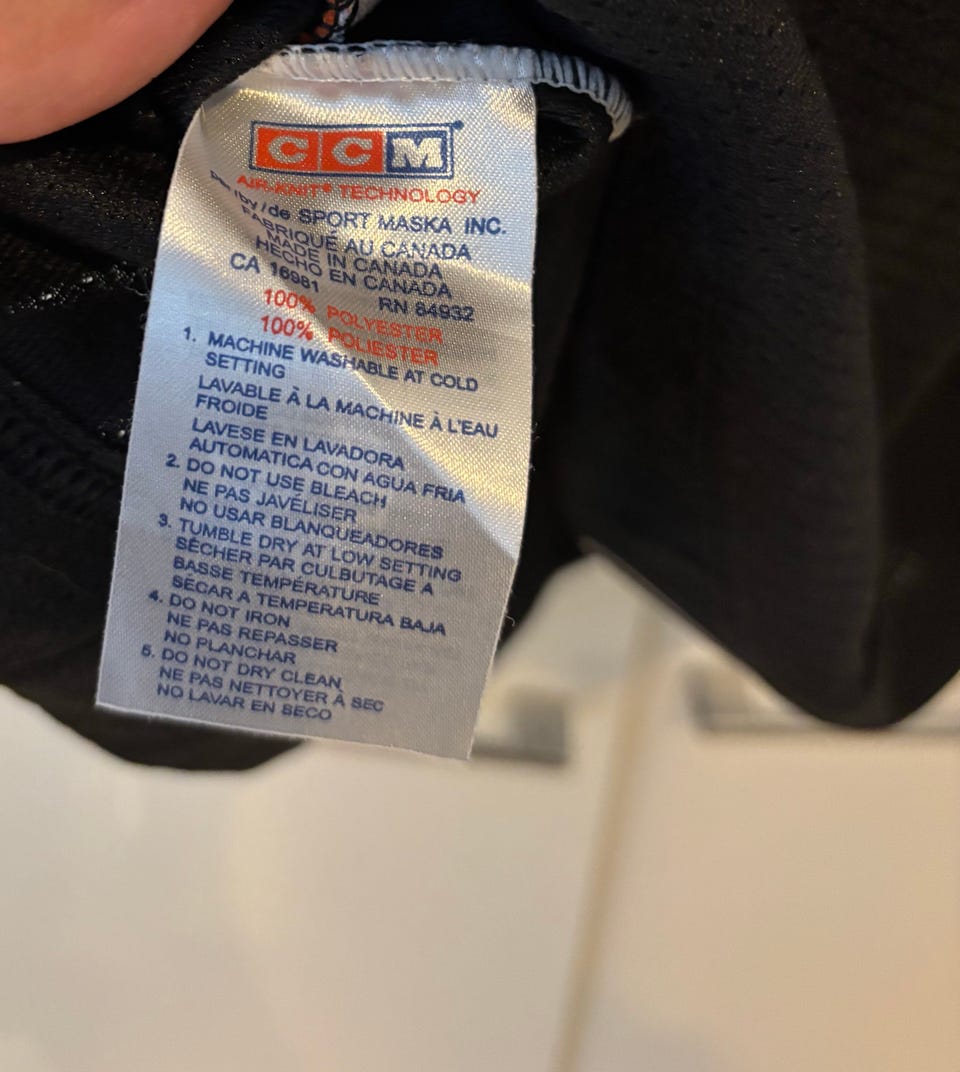 CCM
AIR-KNIT® TECHNOLOGY
par/by/de SPORT MASKA INC.
FABRIQUÉ AU CANADA
MADE IN CANADA
HECHO EN CANADA
CA 16981 RN 84932
100% POLYESTER
100% POLIESTER
1. MACHINE WASHABLE AT COLD
SETTING
LAVABLE À LA MACHINE À L'EAU
FROIDE
LAVESE EN LAVADORA
AUTOMATICA CON AGUA FRIA
2. DO NOT USE BLEACH
NE PAS JAVÉLISER
NO USAR BLANQUEADORES
3. TUMBLE DRY AT LOW SETTING
SÉCHER PAR CULBUTAGE A
BASSE TEMPÉRATURE
SECAR A TEMPERATURA BAJA
4. DO NOT IRON
NE PAS REPASSER
NO PLANCHAR
5. DO NOT DRY CLEAN
NE PAS NETTOYER À SEC
NO LAVAR EN SECO